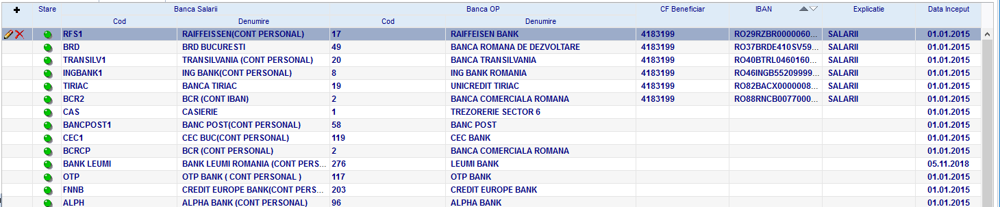 Stare Banca Salarii Banca OP CF Beneficiar IBAN Explicatie Data Inceput
Cod Denumire Cod Denumire
RFS1 RAIFFEISSEN(CONT PERSONAL) 17 RAIFFEISEN BANK 4183199 RO29RZBR0000060... SALARII 01.01.2015
BRD BRD BUCURESTI 49 BANCA ROMANA DE DEZVOLTARE 4183199 RO37BRDE410SV59... SALARII 01.01.2015
TRANSILV1 TRANSILVANIA (CONT PERSONAL) 20 BANCA TRANSILVANIA 4183199 RO40BTRL0460160... SALARII 01.01.2015
INGBANK1 ING BANK(CONT PERSONAL) 8 ING BANK ROMANIA 4183199 RO46INGB55209999... SALARII 01.01.2015
TIRIAC BANCA TIRIAC 19 UNICREDIT TIRIAC 4183199 RO82BACX0000008... SALARII 01.01.2015
BCR2 BCR (CONT IBAN) 2 BANCA COMERCIALA ROMANA 4183199 RO88RNCB0077000... SALARII 01.01.2015
CAS CASIERIE 1 TREZORERIE SECTOR 6 01.01.2015
BANCPOST1 BANC POST(CONT PERSONAL) 58 BANC POST 01.01.2015
CEC1 CEC BUC(CONT PERSONAL) 119 CEC BANK 01.01.2015
BCRCP BCR (CONT PERSONAL) 2 BANCA COMERCIALA ROMANA 01.01.2015
BANK LEUMI BANK LEUMI ROMANIA (CONT PERS... 276 LEUMI BANK 05.11.2018
OTP OTP BANK ( CONT PERSONAL ) 117 OTP BANK 01.01.2015
FNNB CREDIT EUROPE BANK(CONT PERS... 203 CREDIT EUROPE BANK 01.01.2015
ALPH ALPHA BANK (CONT PERSONAL) 96 ALPHA BANK 01.01.2015